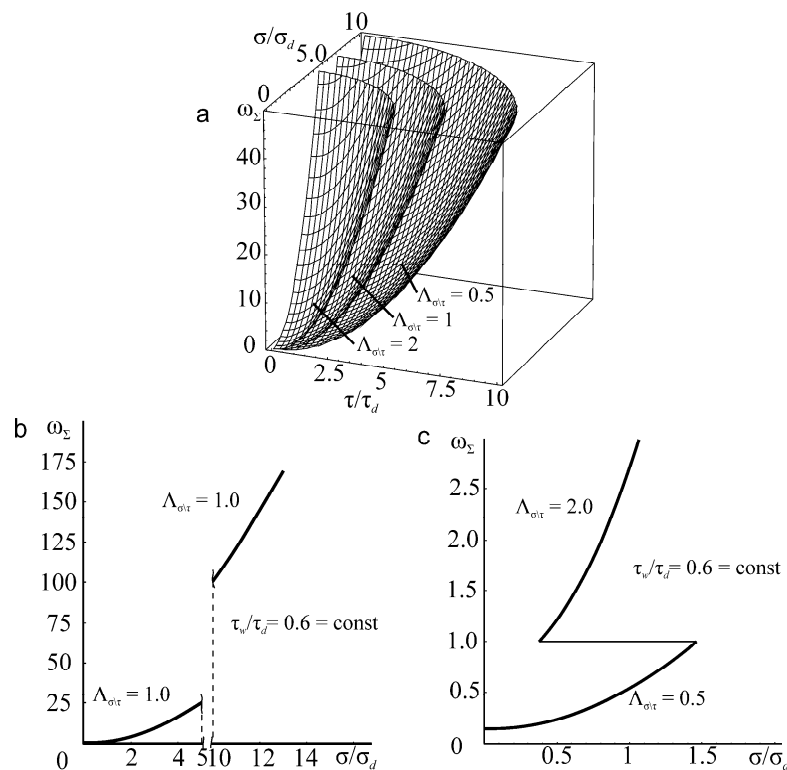 10
σ/σd
5.0
0
a
ωΣ
40
30
20
10
0
Λσ\τ = 0.5
Λσ\τ = 1
Λσ\τ = 2
0
2.5
5
7.5
10
τ/τd
b
ωΣ
175
150
125
100
75
50
25
0
Λσ\τ = 1.0
τw/τd= 0.6 = const
Λσ\τ = 1.0
2 4 5 10 12 14 σ/σd
c
ωΣ
2.5
2.0
1.5
1.0
0.5
0
Λσ\τ = 2.0
τw/τd= 0.6 = const
Λσ\τ = 0.5
0.5 1 1.5 σ/σd